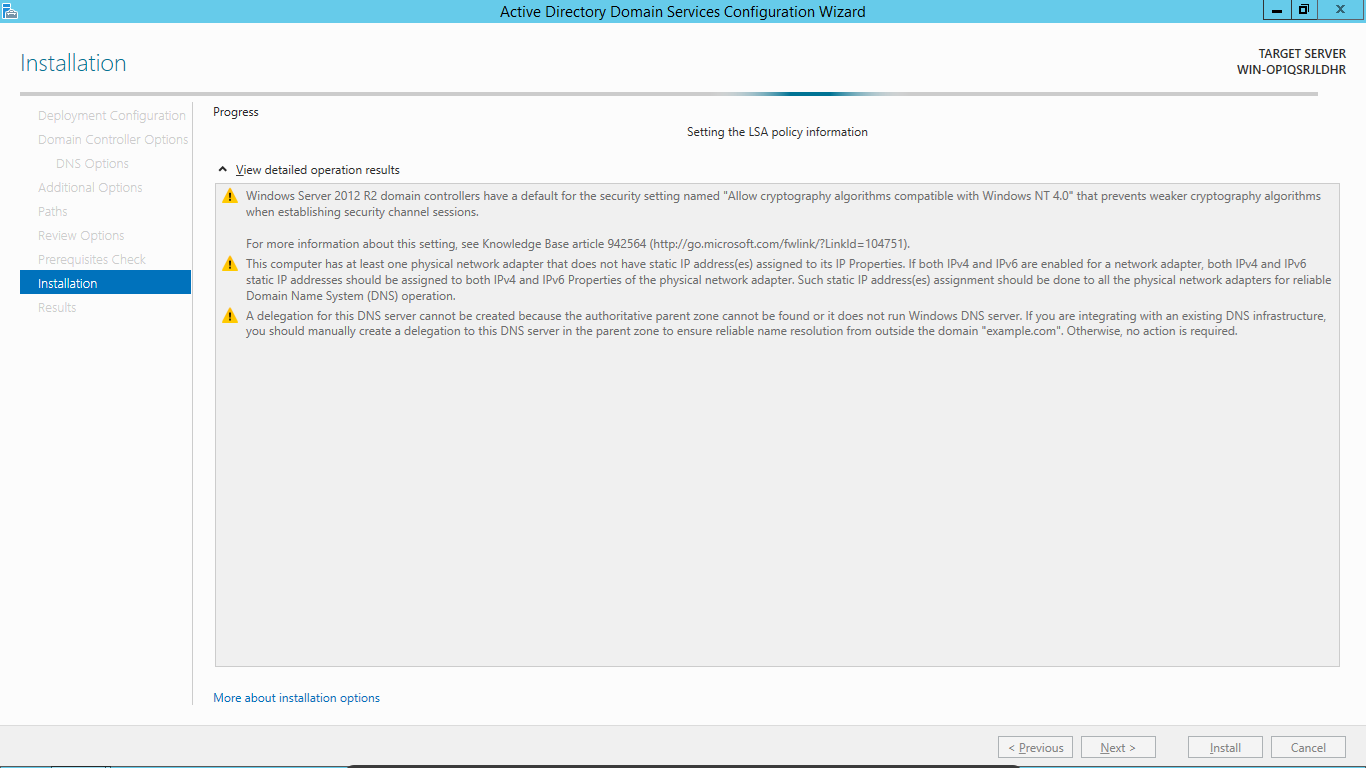 Active Directory Domain Services Configuration Wizard
Installation
TARGET SERVER
WIN-OP1QSRJLDHR
Deployment Configuration
Domain Controller Options
DNS Options
Additional Options
Paths
Review Options
Prerequisites Check
Installation
Results
Progress
Setting the LSA policy information
View detailed operation results
Windows Server 2012 R2 domain controllers have a default for the security setting named "Allow cryptography algorithms compatible with Windows NT 4.0" that prevents weaker cryptography algorithms
when establishing security channel sessions.
For more information about this setting, see Knowledge Base article 942564 (http://go.microsoft.com/fwlink/?LinkId=104751).
This computer has at least one physical network adapter that does not have static IP address(es) assigned to its IP Properties. If both IPv4 and IPv6 are enabled for a network adapter, both IPv4 and IPv6
static IP addresses should be assigned to both IPv4 and IPv6 Properties of the physical network adapter. Such static IP address(es) assignment should be done to all the physical network adapters for reliable
Domain Name System (DNS) operation.
A delegation for this DNS server cannot be created because the authoritative parent zone cannot be found or it does not run Windows DNS server. If you are integrating with an existing DNS infrastructure,
you should manually create a delegation to this DNS server in the parent zone to ensure reliable name resolution from outside the domain "example.com". Otherwise, no action is required.
More about installation options
< Previous
Next >
Install
Cancel